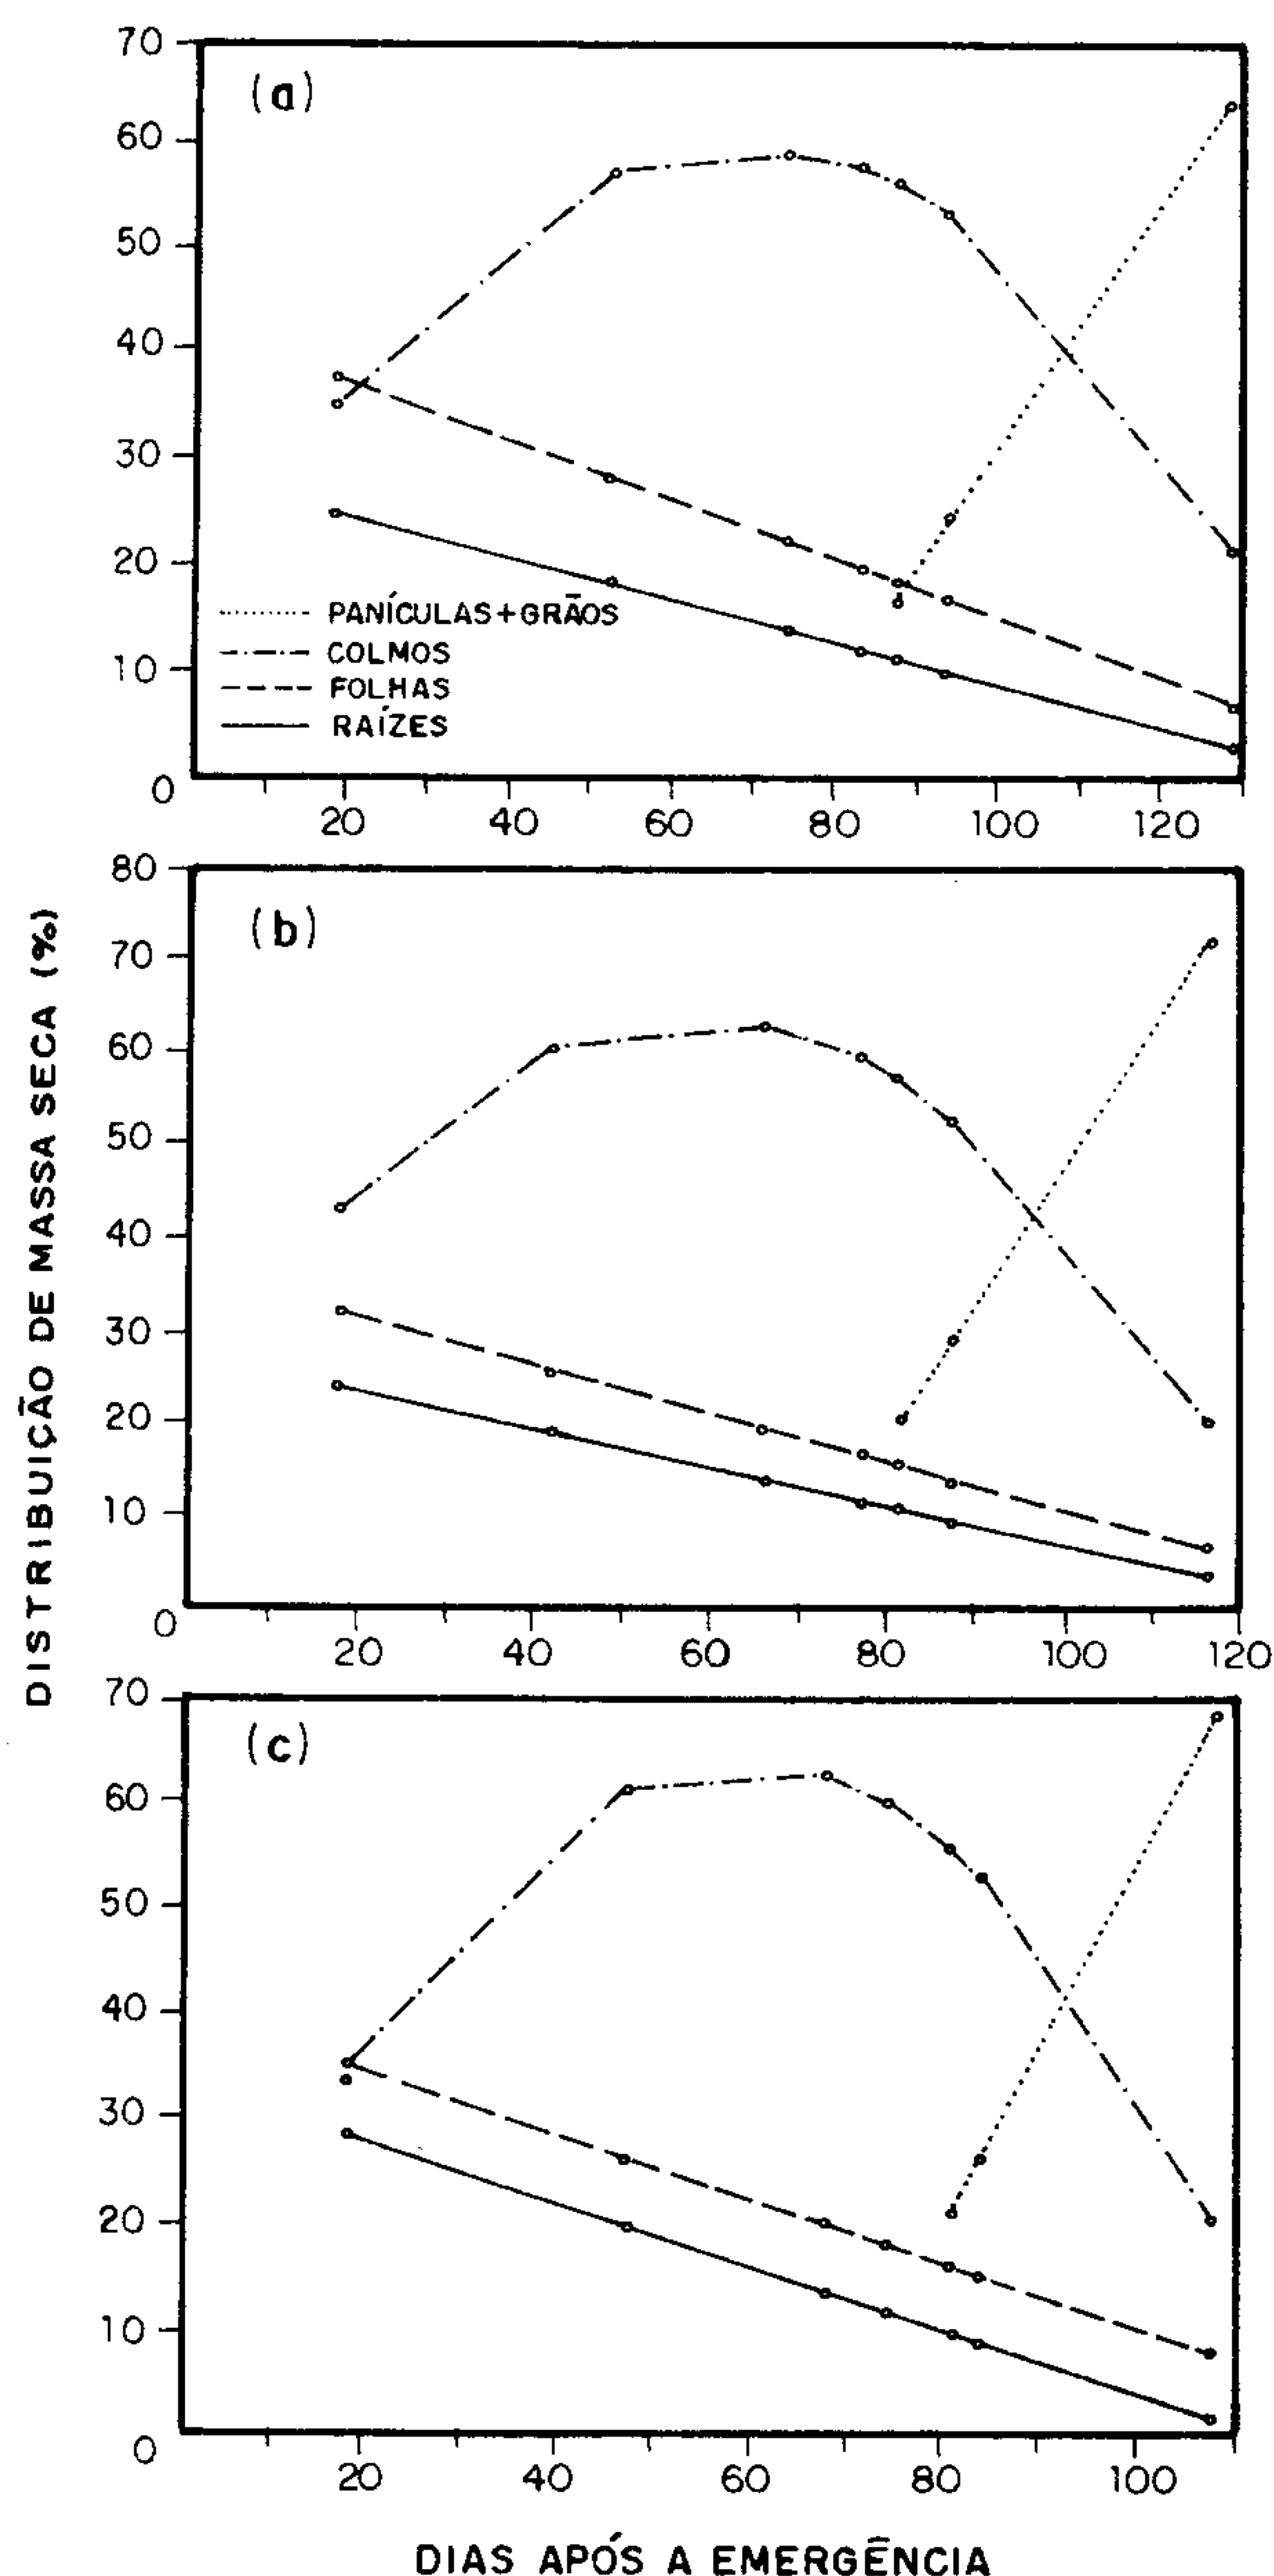 DISTRIBUIÇÃO DE MASSA SECA (%)
70
(a)
60
50
40
30
20
PANÍCULAS+GRÃOS
COLMOS
10
FOLHAS
RAÍZES
0
20 40 60 80 100 120
80
(b)
70
60
50
40
30
20
10
0
20 40 60 80 100 120
70
(c)
60
50
40
30
20
10
0
20 40 60 80 100
DIAS APÓS A EMERGÊNCIA